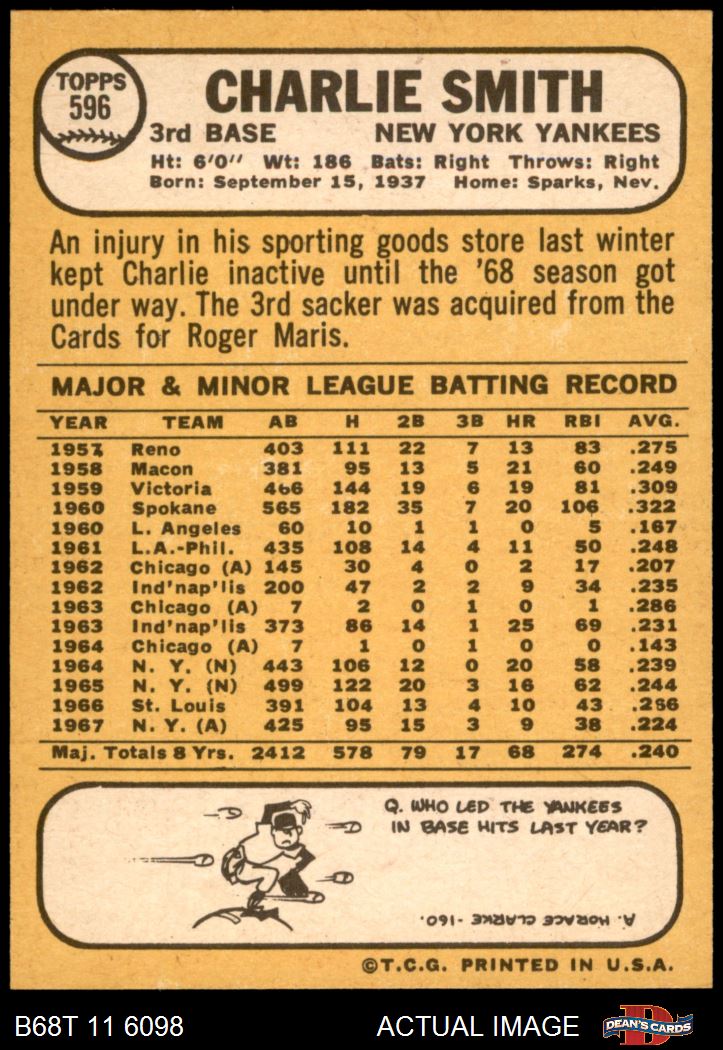 TOPPS
596
CHARLIE SMITH
3rd BASE NEW YORK YANKEES
Ht: 6'0" Wt: 186 Bats: Right Throws: Right
Born: September 15, 1937 Home: Sparks, Nev.
An injury in his sporting goods store last winter
kept Charlie inactive until the '68 season got
under way. The 3rd sacker was acquired from the
Cards for Roger Maris.
MAJOR & MINOR LEAGUE BATTING RECORD
YEAR TEAM AB H 2B 3B HR RBI AVG.
1957 Reno 403 111 22 7 13 83 .275
1958 Macon 381 95 13 5 21 60 .249
1959 Victoria 466 144 19 6 19 81 .309
1960 Spokane 565 182 35 7 20 106 .322
1960 L. Angeles 60 10 1 1 0 5 .167
1961 L.A.-Phil. 435 108 14 4 11 50 .248
1962 Chicago (A) 145 30 4 0 2 17 .207
1962 Ind'nap'lis 200 47 2 2 9 34 .235
1963 Chicago (A) 7 2 0 1 0 1 .286
1963 Ind'nap'lis 373 86 14 1 25 69 .231
1964 Chicago (A) 7 1 0 1 0 0 .143
1964 N. Y. (N) 443 106 12 0 20 58 .239
1965 N. Y. (N) 499 122 20 3 16 62 .244
1966 St. Louis 391 104 13 4 10 43 .266
1967 N. Y. (A) 425 95 15 3 9 38 .224
Maj. Totals 8 Yrs. 2412 578 79 17 68 274 .240
Q. WHO LED THE YANKEES
IN BASE HITS LAST YEAR?
A. HORACE CLARKE -160.
©T.C.G. PRINTED IN U.S.A.
B68T 11 6098 ACTUAL IMAGE
D
DEAN'S CARDS